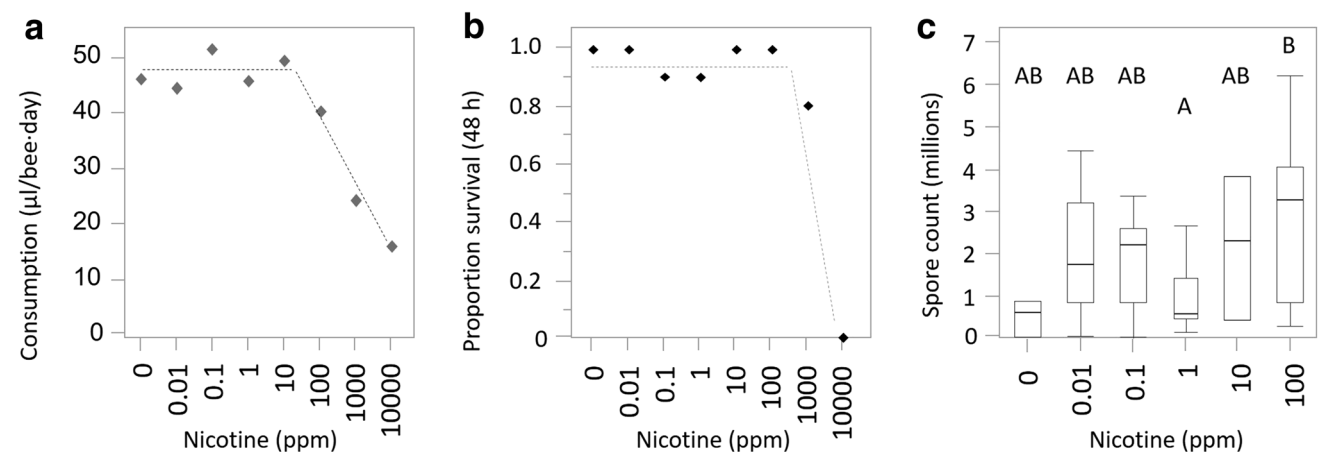 a
Consumption (µl/bee·day)
50
40
30
20
10
0
0
0.01
0.1
1
10
100
1000
10000
Nicotine (ppm)
b
Proportion survival (48 h)
1.0
0.8
0.6
0.4
0.2
0
0
0.01
0.1
1
10
100
1000
10000
Nicotine (ppm)
c
Spore count (millions)
7
6
5
4
3
2
1
0
AB
AB
AB
A
AB
B
0
0.01
0.1
1
10
100
Nicotine (ppm)